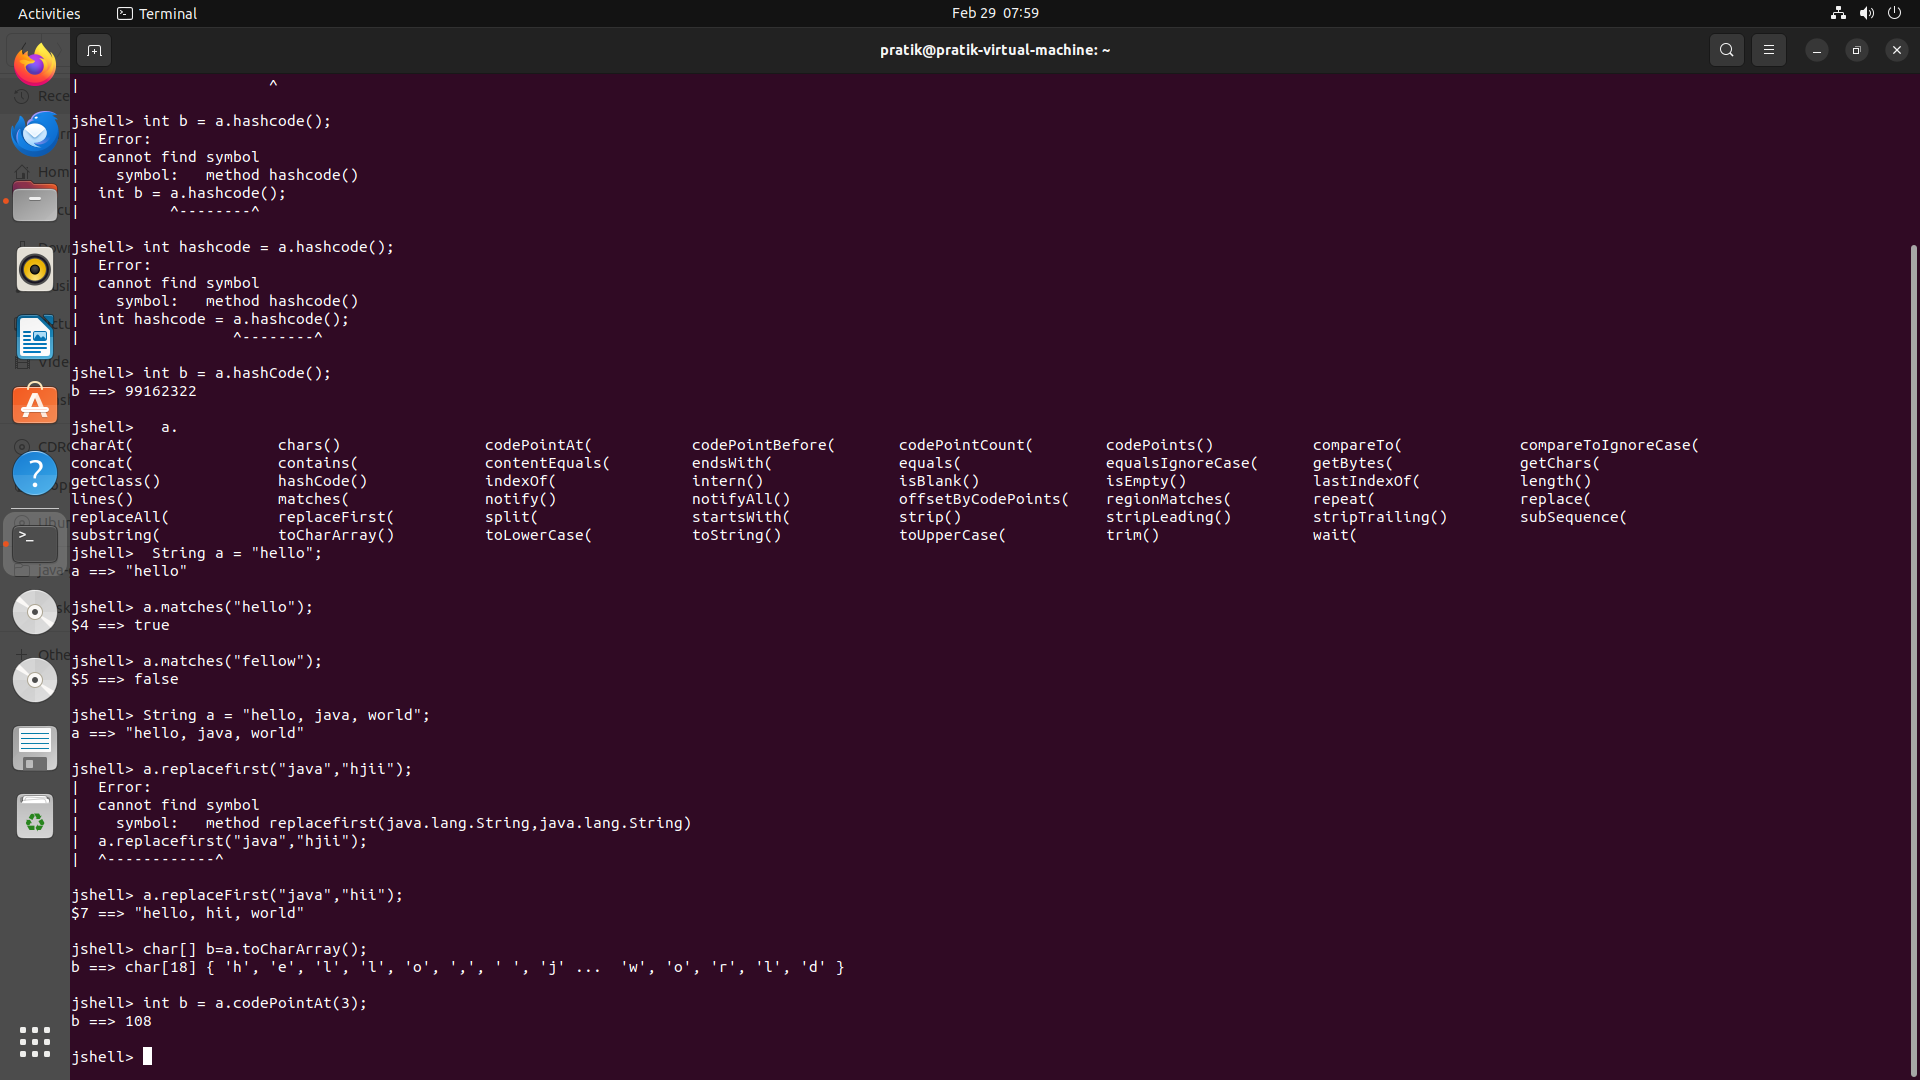 Activities Terminal Feb 29 07:59
pratik@pratik-virtual-machine: ~
| ^
jshell> int b = a.hashcode();
| Error:
| cannot find symbol
| symbol: method hashcode()
| int b = a.hashcode();
| ^--------^
jshell> int hashcode = a.hashcode();
| Error:
| cannot find symbol
| symbol: method hashcode()
| int hashcode = a.hashcode();
| ^--------^
jshell> int b = a.hashCode();
b ==> 99162322
jshell> a.
charAt( chars() codePointAt( codePointBefore( codePointCount( codePoints() compareTo( compareToIgnoreCase(
concat( contains( contentEquals( endsWith( equals( equalsIgnoreCase( getBytes( getChars(
getClass() hashCode() indexOf( intern() isBlank() isEmpty() lastIndexOf( length()
lines() matches( notify() notifyAll() offsetByCodePoints( regionMatches( repeat( replace(
replaceAll( replaceFirst( split( startsWith( strip() stripLeading() stripTrailing() subSequence(
substring( toCharArray() toLowerCase( toString() toUpperCase( trim() wait(
jshell> String a = "hello";
a ==> "hello"
jshell> a.matches("hello");
$4 ==> true
jshell> a.matches("fellow");
$5 ==> false
jshell> String a = "hello, java, world";
a ==> "hello, java, world"
jshell> a.replacefirst("java","hjii");
| Error:
| cannot find symbol
| symbol: method replacefirst(java.lang.String,java.lang.String)
| a.replacefirst("java","hjii");
| ^------------^
jshell> a.replaceFirst("java","hii");
$7 ==> "hello, hii, world"
jshell> char[] b=a.toCharArray();
b ==> char[18] { 'h', 'e', 'l', 'l', 'o', ',', ' ', 'j' ... 'w', 'o', 'r', 'l', 'd' }
jshell> int b = a.codePointAt(3);
b ==> 108
jshell>